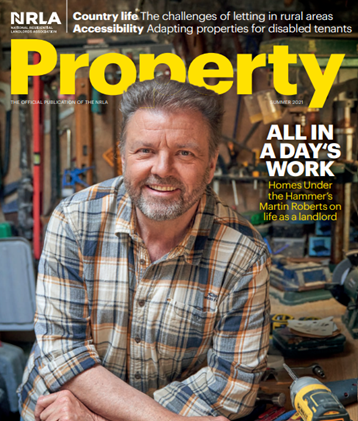 NRLA
NATIONAL RESIDENTIAL
LANDLORDS ASSOCIATION
Country life The challenges of letting in rural areas
Accessibility Adapting properties for disabled tenants
Property
THE OFFICIAL PUBLICATION OF THE NRLA
SUMMER 2021
ALL IN
A DAY'S
WORK
Homes Under
the Hammer's
Martin Roberts on
life as a landlord